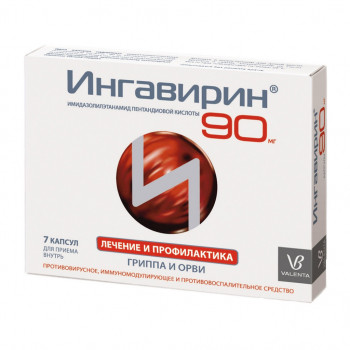 ИНГАВИРИН®
ИМИДАЗОЛИЛЭТАНАМИД ПЕНТАНДИОВОЙ КИСЛОТЫ
90 мг
7 КАПСУЛ
ДЛЯ ПРИЕМА
ВНУТРЬ
ЛЕЧЕНИЕ И ПРОФИЛАКТИКА
ГРИППА И ОРВИ
ПРОТИВОВИРУСНОЕ, ИММУНОМОДУЛИРУЮЩЕЕ И ПРОТИВОВОСПАЛИТЕЛЬНОЕ СРЕДСТВО
VALENTA
ИНГАВИРИН®
90 мг